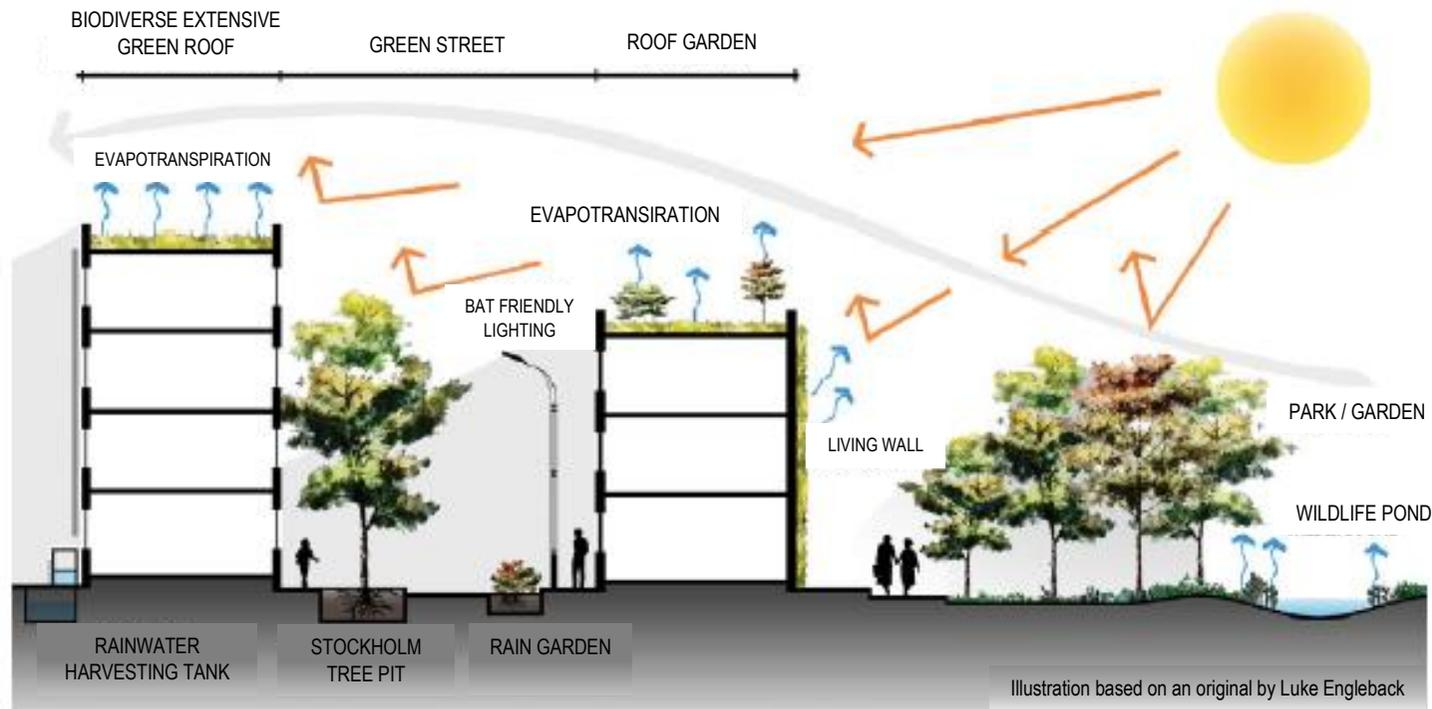 BIODIVERSE EXTENSIVE
GREEN ROOF
GREEN STREET
ROOF GARDEN
EVAPOTRANSPIRATION
EVAPOTRANSIRATION
BAT FRIENDLY
LIGHTING
LIVING WALL
PARK / GARDEN
WILDLIFE POND
RAINWATER
HARVESTING TANK
STOCKHOLM
TREE PIT
RAIN GARDEN
Illustration based on an original by Luke Engleback